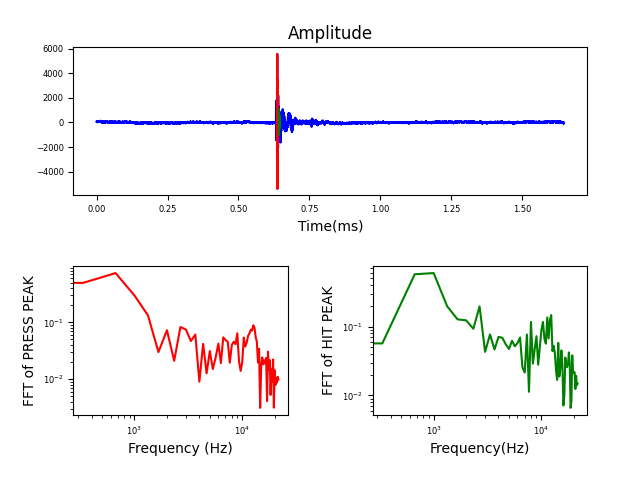 Amplitude
6000
4000
2000
0
−2000
−4000
0.00 0.25 0.50 0.75 1.00 1.25 1.50
Time(ms)
FFT of PRESS PEAK
10⁻¹
10⁻²
10³ 10⁴
Frequency (Hz)
FFT of HIT PEAK
10⁻¹
10⁻²
10³ 10⁴
Frequency(Hz)